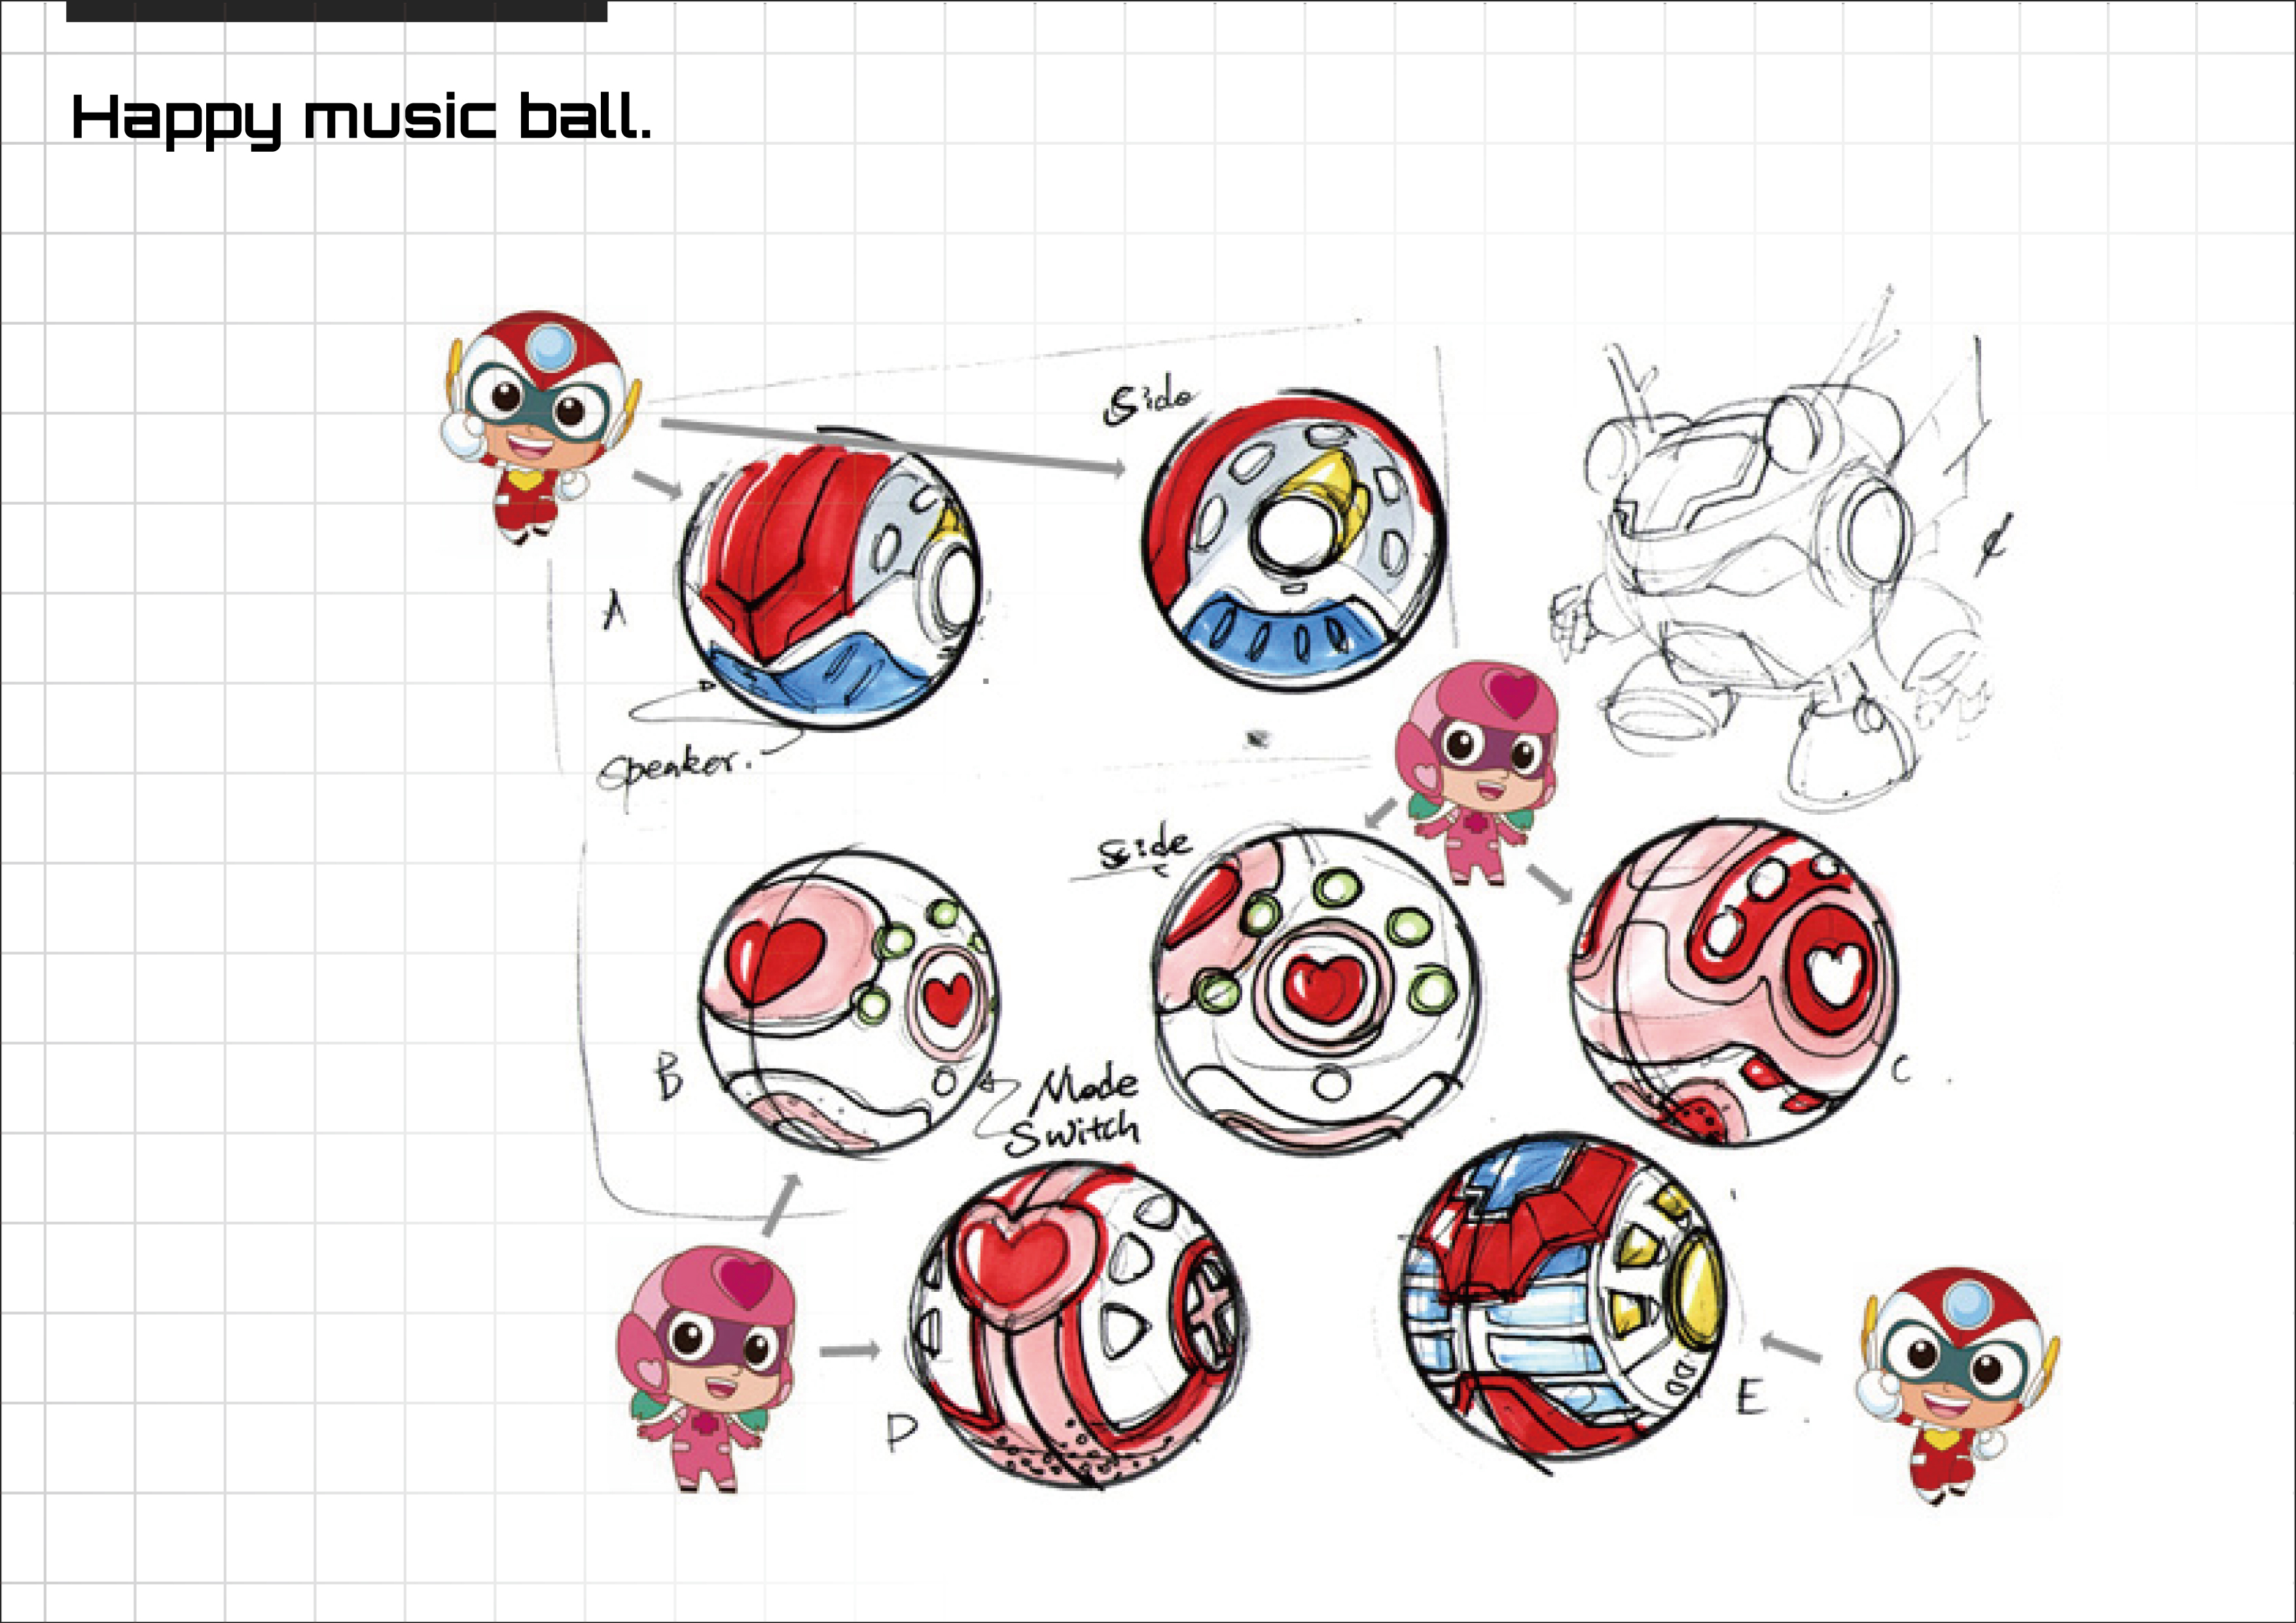 Happy music ball.
Side
A
Speaker.
Side
B
Mode
Switch
C
D
E